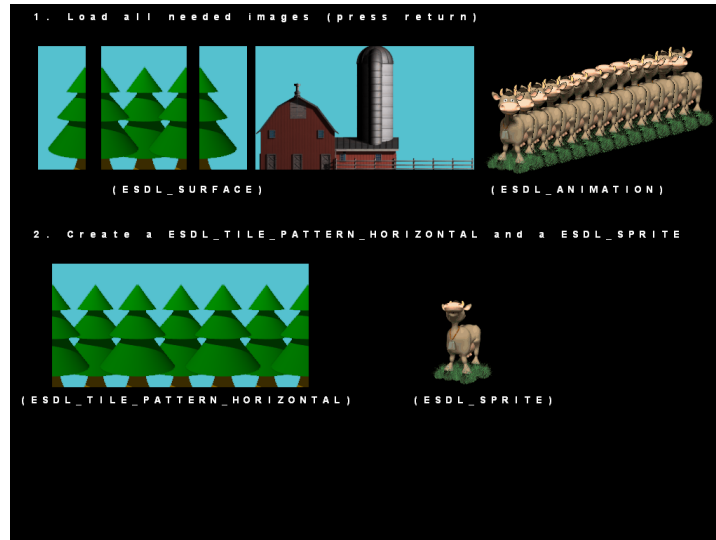 1. Load all needed images (press return)
(ESDL_SURFACE)
(ESDL_ANIMATION)
2. Create a ESDL_TILE_PATTERN_HORIZONTAL and a ESDL_SPRITE
(ESDL_TILE_PATTERN_HORIZONTAL)
(ESDL_SPRITE)